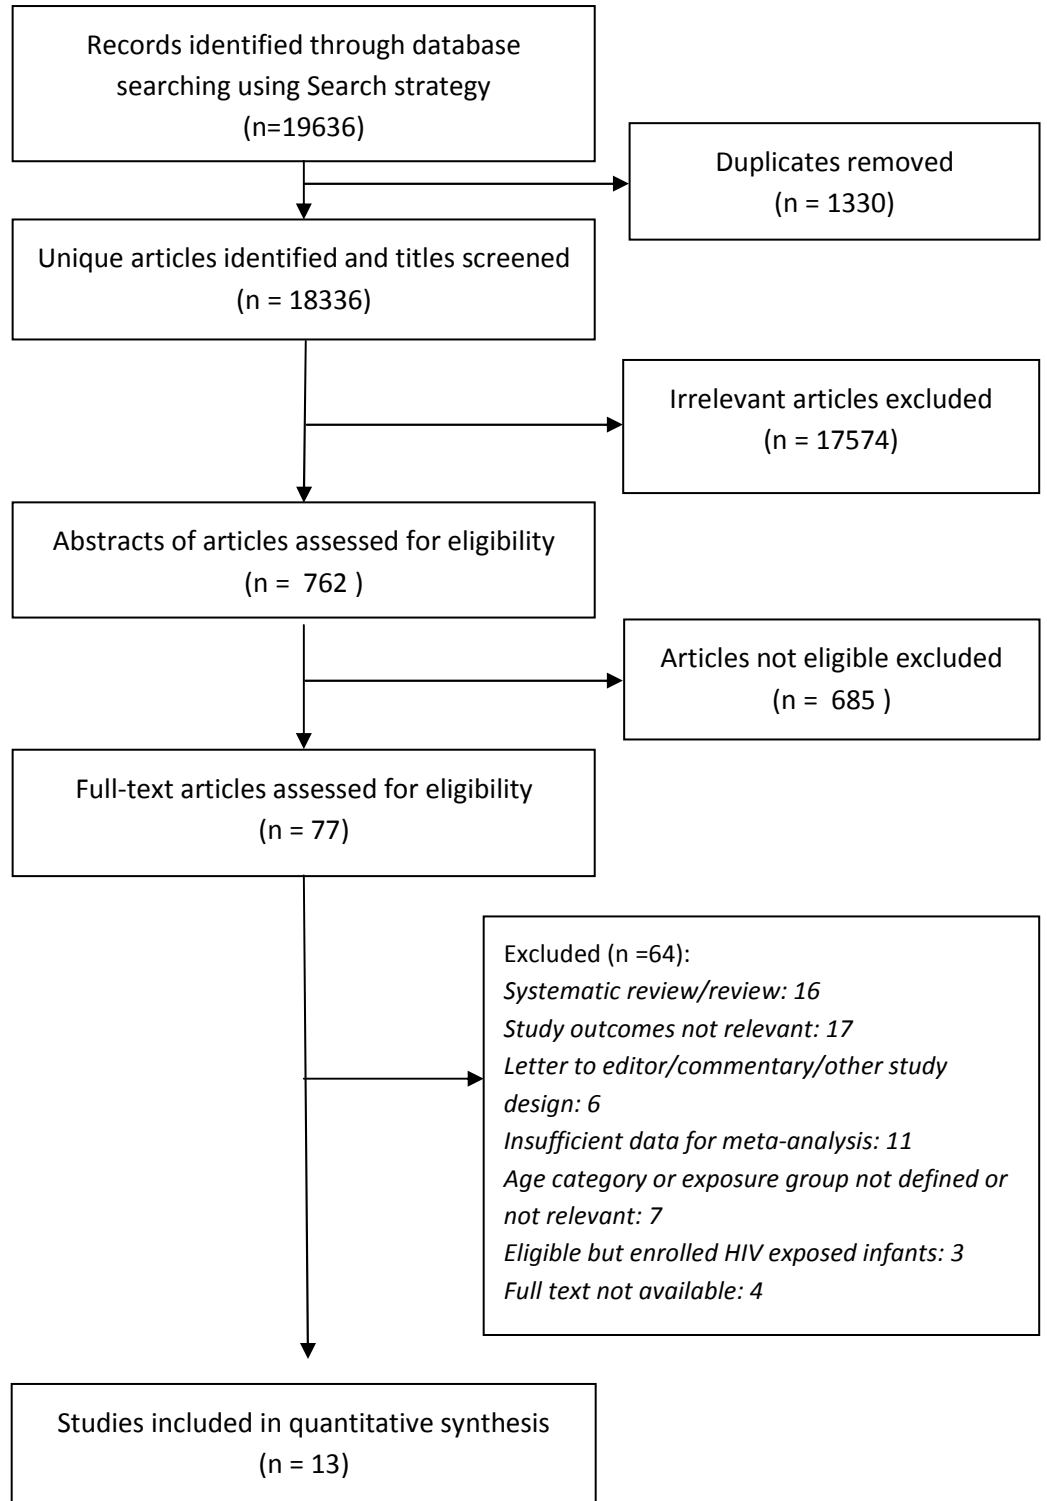 Records identified through database
searching using Search strategy
(n=19636)
Duplicates removed
(n = 1330)
Unique articles identified and titles screened
(n = 18336)
Irrelevant articles excluded
(n = 17574)
Abstracts of articles assessed for eligibility
(n =  762 )
Articles not eligible excluded
(n =  685 )
Full-text articles assessed for eligibility
(n = 77)
Excluded (n =64):
Systematic review/review: 16
Study outcomes not relevant: 17
Letter to editor/commentary/other study
design: 6
Insufficient data for meta-analysis: 11
Age category or exposure group not defined or
not relevant: 7
Eligible but enrolled HIV exposed infants: 3
Full text not available: 4
Studies included in quantitative synthesis
(n = 13)